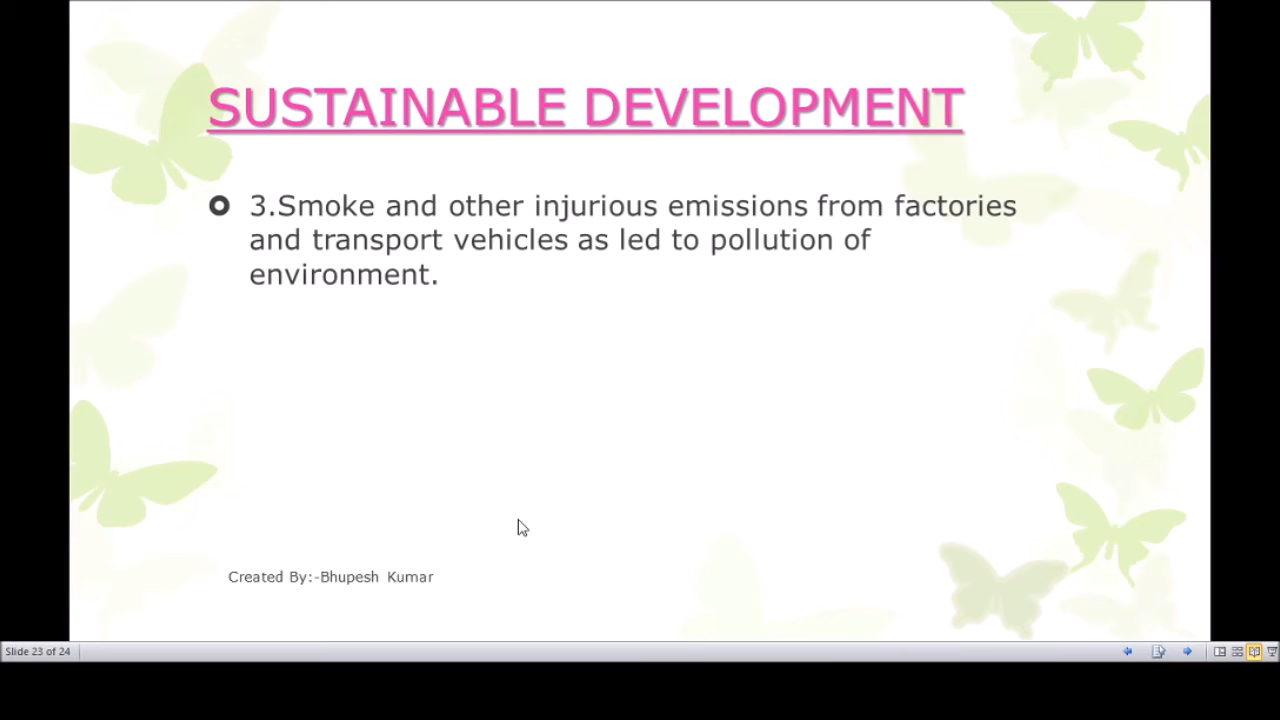 SUSTAINABLE DEVELOPMENT
3.Smoke and other injurious emissions from factories
and transport vehicles as led to pollution of
environment.
Created By:-Bhupesh Kumar
Slide 23 of 24